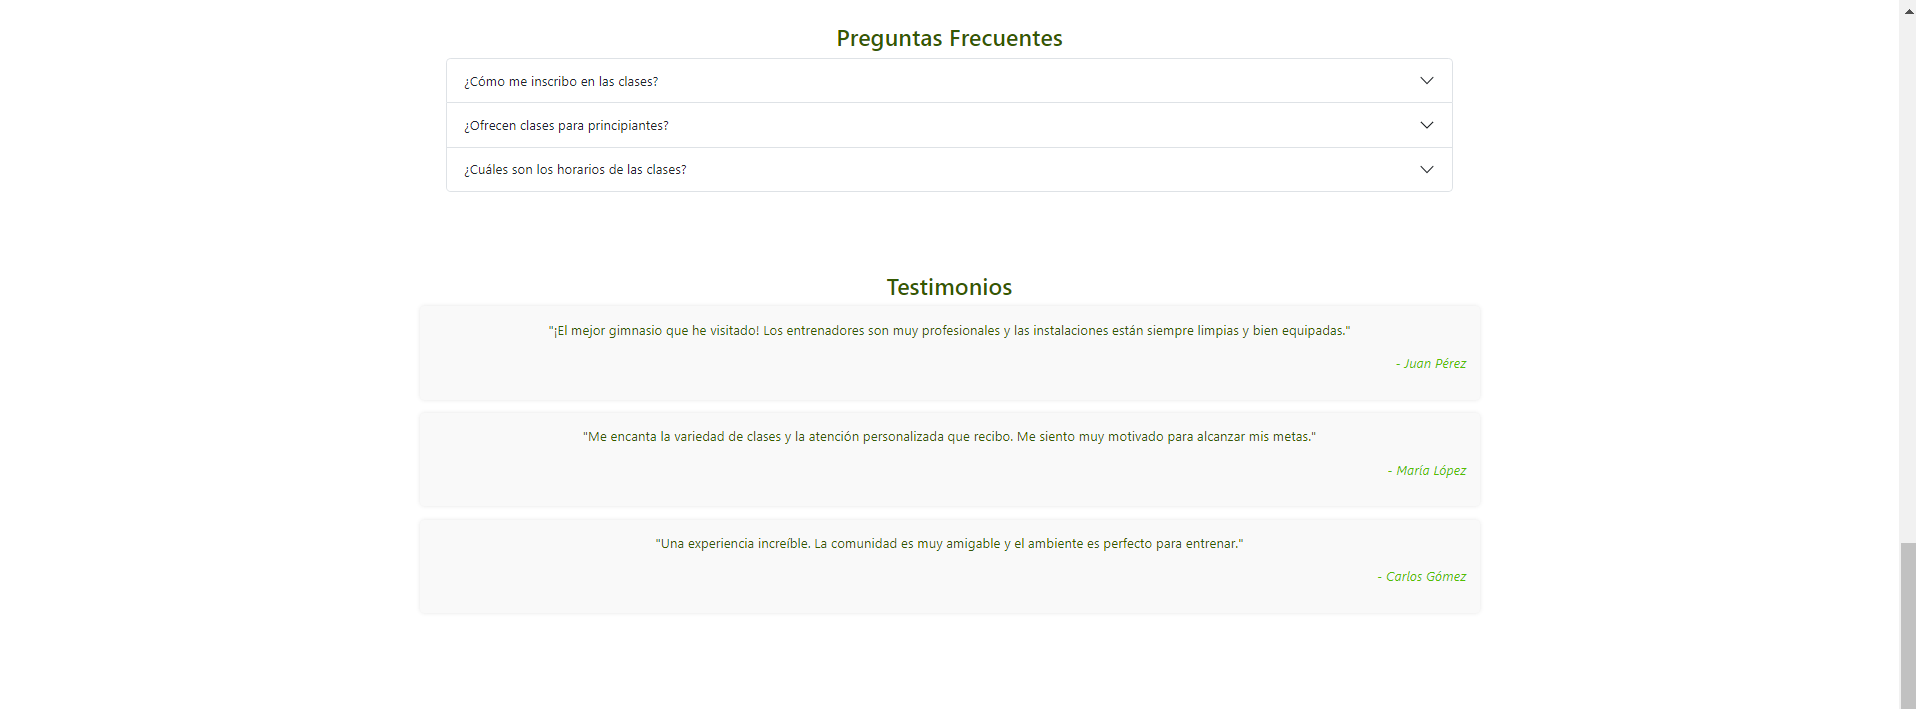 Preguntas Frecuentes
¿Cómo me inscribo en las clases?
¿Ofrecen clases para principiantes?
¿Cuáles son los horarios de las clases?
Testimonios
"¡El mejor gimnasio que he visitado! Los entrenadores son muy profesionales y las instalaciones están siempre limpias y bien equipadas."
- Juan Pérez
"Me encanta la variedad de clases y la atención personalizada que recibo. Me siento muy motivado para alcanzar mis metas."
- María López
"Una experiencia increíble. La comunidad es muy amigable y el ambiente es perfecto para entrenar."
- Carlos Gómez